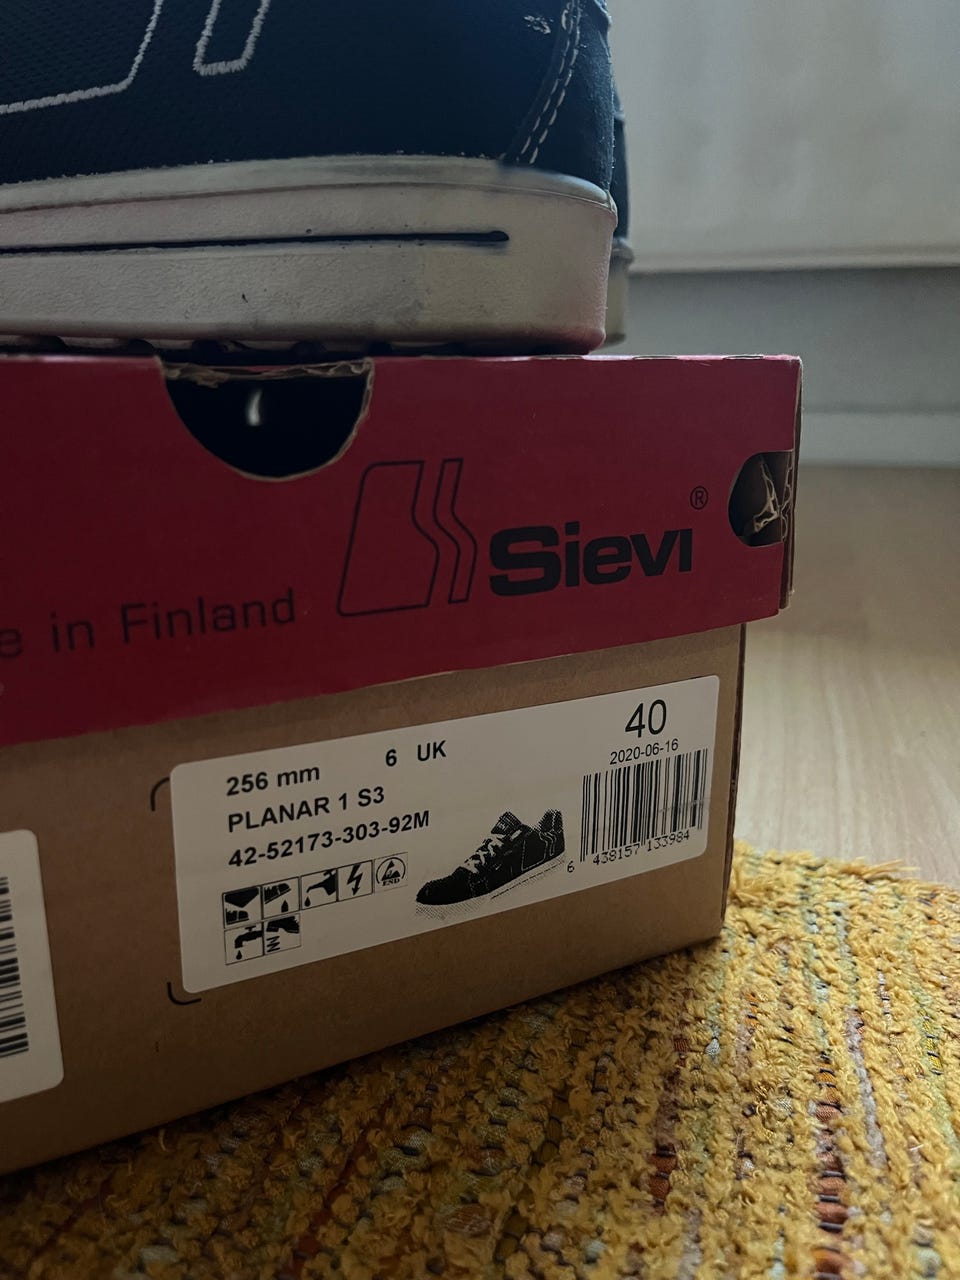 Sievi ®
e in Finland
256 mm 6 UK 40
PLANAR 1 S3 2020-06-16
42-52173-303-92M
6 438157 133984
ESD